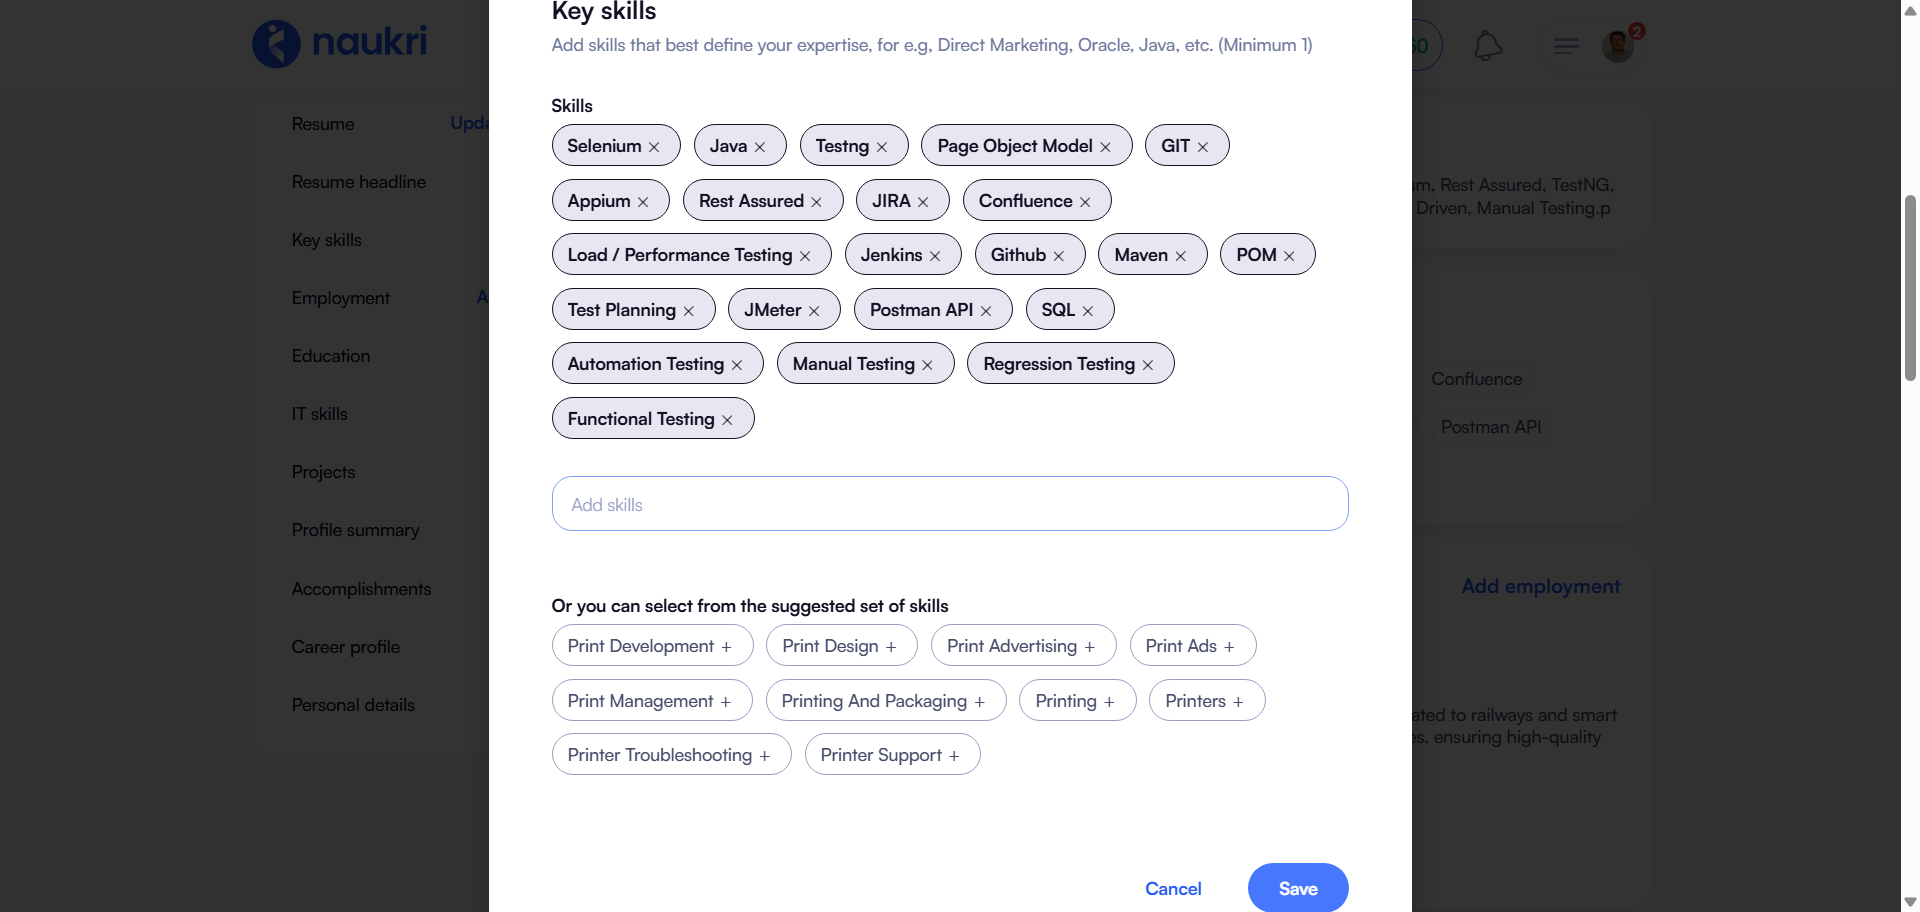 Key skills
Add skills that best define your expertise, for e.g, Direct Marketing, Oracle, Java, etc. (Minimum 1)
naukri
60
2
Skills
Selenium Java Testng Page Object Model GIT
Appium Rest Assured JIRA Confluence
Load / Performance Testing Jenkins Github Maven POM
Test Planning JMeter Postman API SQL
Automation Testing Manual Testing Regression Testing
Functional Testing
Add skills
Or you can select from the suggested set of skills
Print Development + Print Design + Print Advertising + Print Ads +
Print Management + Printing And Packaging + Printing + Printers +
Printer Troubleshooting + Printer Support +
Cancel Save
Resume Upda
Resume headline
Key skills
Employment A
Education
IT skills
Projects
Profile summary
Accomplishments
Career profile
Personal details
um, Rest Assured, TestNG,
Driven, Manual Testing.p
Confluence
Postman API
Add employment
ated to railways and smart
es, ensuring high-quality